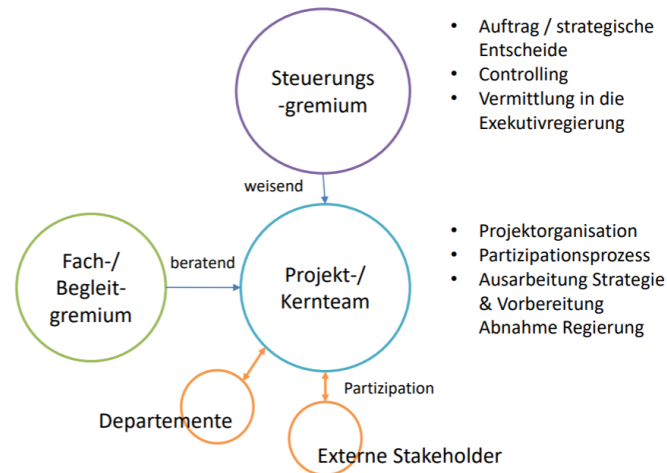 Steuerungs
-gremium
• Auftrag / strategische
Entscheide
• Controlling
• Vermittlung in die
Exekutivregierung
weisend
Fach-/
Begleit-
gremium
beratend
Projekt-/
Kernteam
• Projektorganisation
• Partizipationsprozess
• Ausarbeitung Strategie
& Vorbereitung
Abnahme Regierung
Departemente
Partizipation
Externe Stakeholder